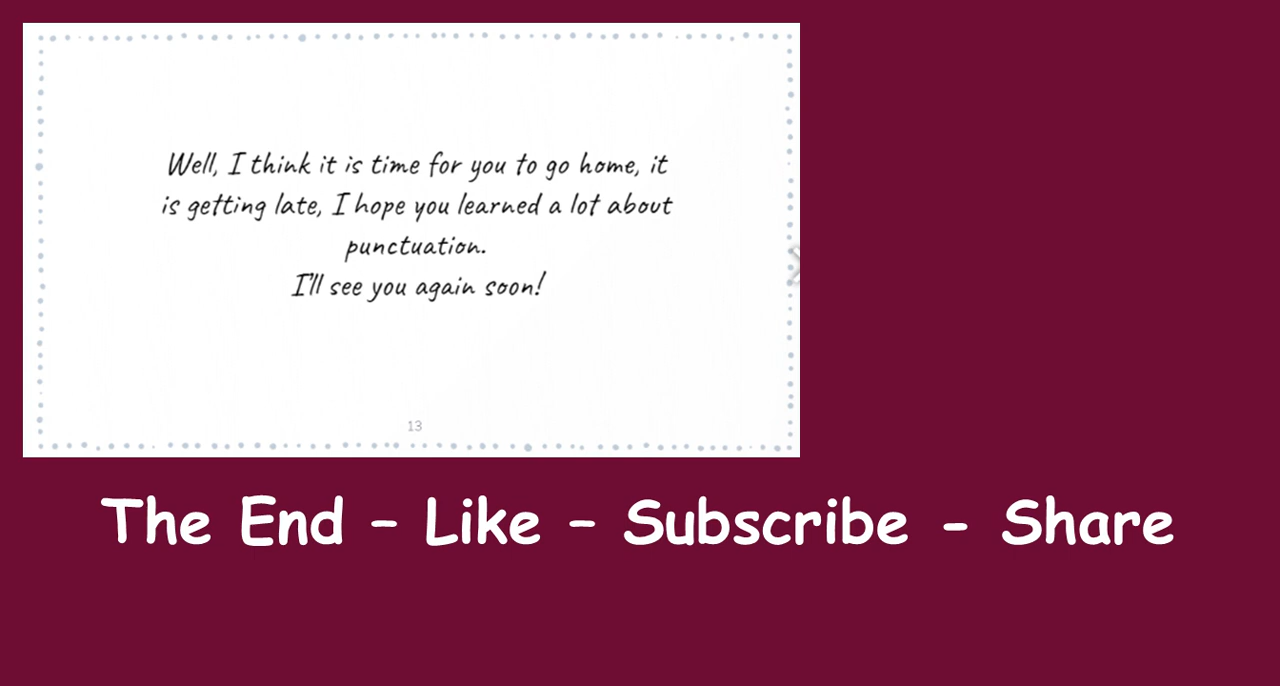 Well, I think it is time for you to go home, it
is getting late, I hope you learned a lot about
punctuation.
I'll see you again soon!
13
The End – Like – Subscribe - Share